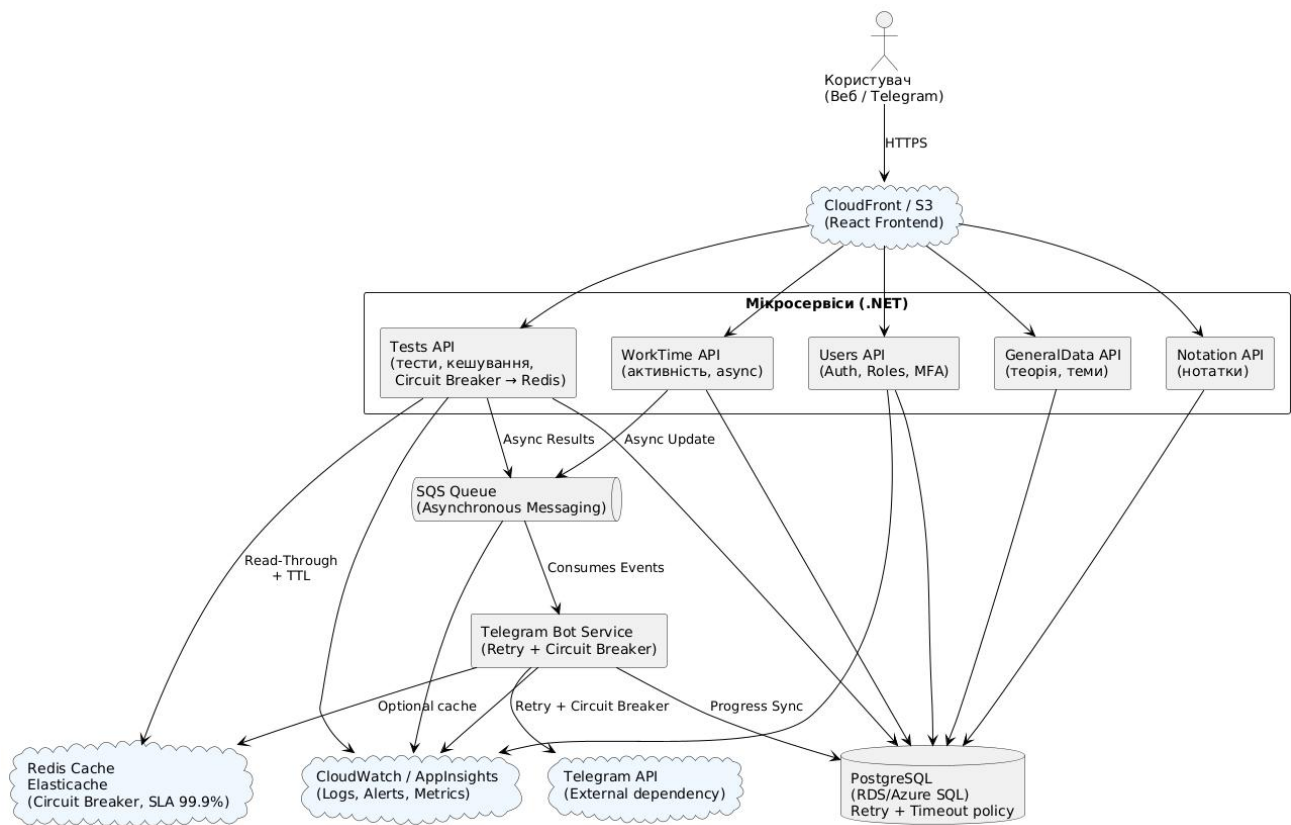 Користувач
(Веб / Telegram)
HTTPS
CloudFront / S3
(React Frontend)
Мікросервіси (.NET)
Tests API
(тести, кешування,
Circuit Breaker → Redis)
WorkTime API
(активність, async)
Users API
(Auth, Roles, MFA)
GeneralData API
(теорія, теми)
Notation API
(нотатки)
Async Results
Async Update
SQS Queue
(Asynchronous Messaging)
Read-Through
+ TTL
Consumes Events
Telegram Bot Service
(Retry + Circuit Breaker)
Optional cache
Retry + Circuit Breaker
Progress Sync
Redis Cache
Elasticache
(Circuit Breaker, SLA 99.9%)
CloudWatch / AppInsights
(Logs, Alerts, Metrics)
Telegram API
(External dependency)
PostgreSQL
(RDS/Azure SQL)
Retry + Timeout policy